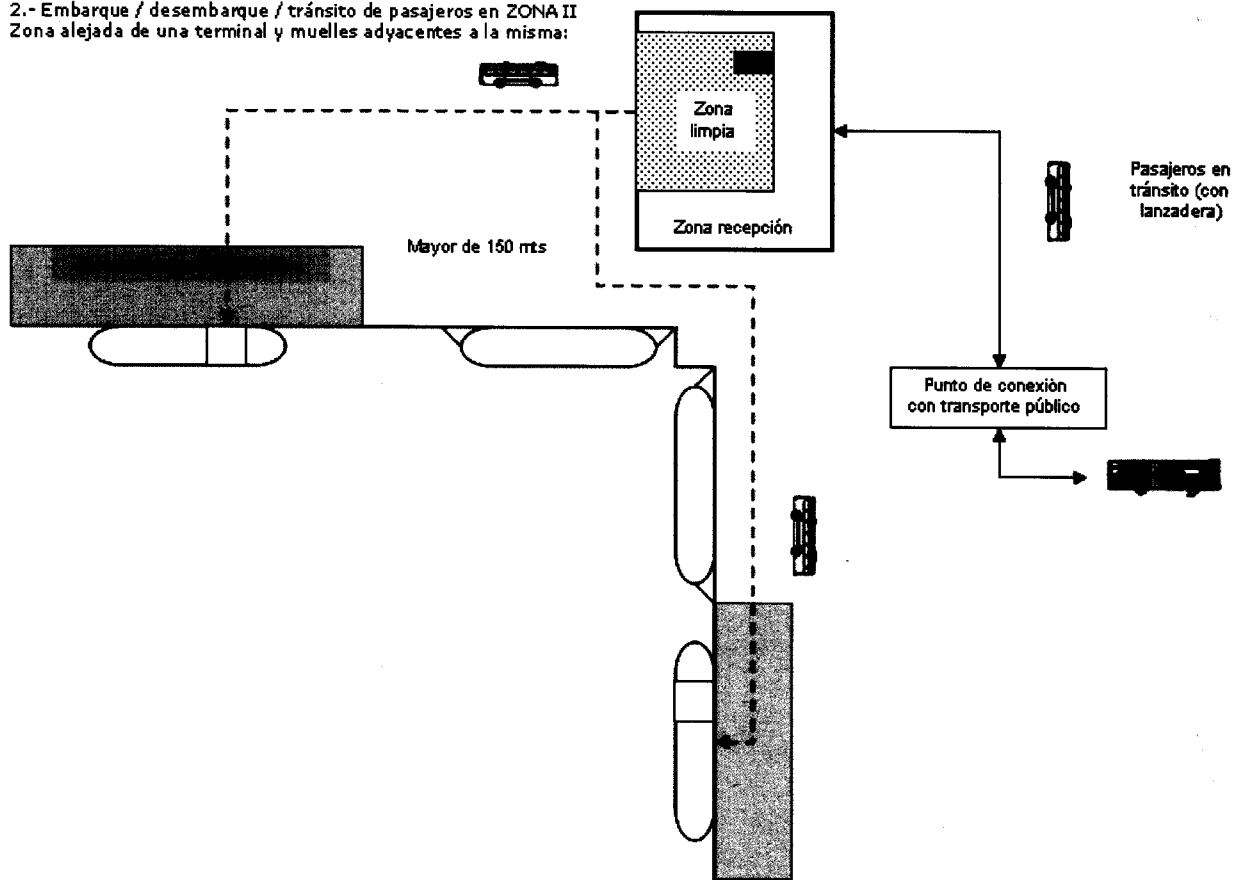 2.- Embarque / desembarque / tránsito de pasajeros en ZONA II
Zona alejada de una terminal y muelles adyacentes a la misma:
Zona
limpia
Zona recepción
Pasajeros en
tránsito (con
lanzadera)
Mayor de 150 mts
Punto de conexiòn
con transporte público